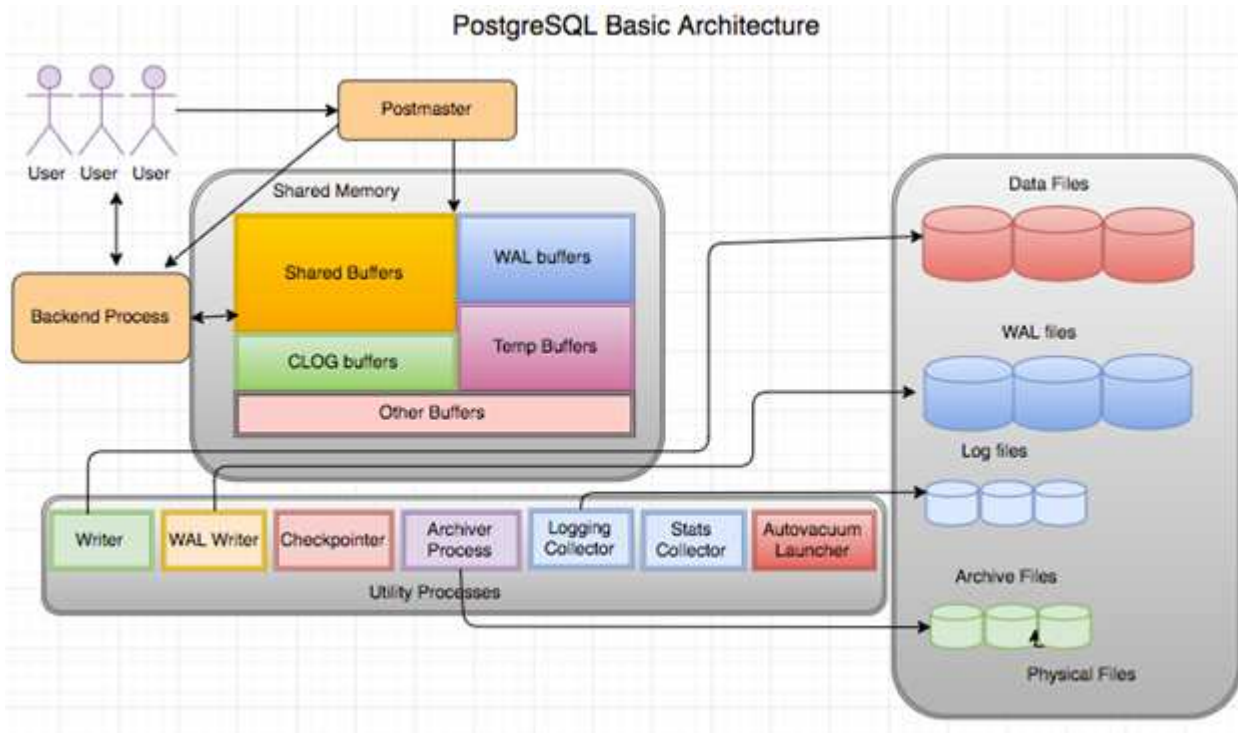 PostgreSQL Basic Architecture
Postmaster
User User User
Shared Memory
Data Files
Shared Buffers
WAL buffers
Backend Process
WAL files
Temp Buffers
CLOG buffers
Other Buffers
Log files
Writer
WAL Writer
Checkpointer
Archiver
Process
Logging
Collector
Stats
Collector
Autovacuum
Launcher
Utility Processes
Archive Files
Physical Files